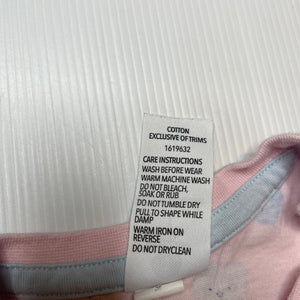 COTTON
EXCLUSIVE OF TRIMS
1619632
CARE INSTRUCTIONS
WASH BEFORE WEAR
WARM MACHINE WASH
DO NOT BLEACH,
SOAK OR RUB
DO NOT TUMBLE DRY
PULL TO SHAPE WHILE
DAMP
WARM IRON ON
REVERSE
DO NOT DRYCLEAN